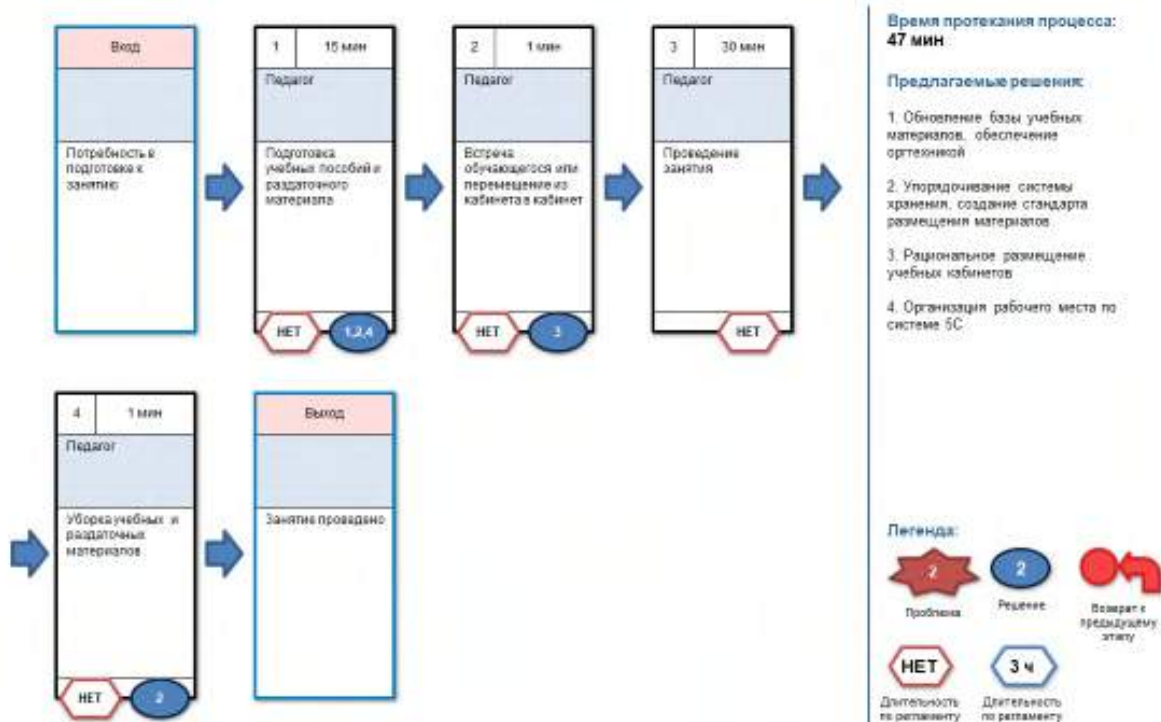 Вход
Потребность в
подготовке к
занятию
1
15 мин
Педагог
Подготовка
учебных пособий и
раздаточного
материала
НЕТ
1,2,4
2
1 мин
Педагог
Встреча
обучающегося или
перемещение из
кабинета в кабинет
НЕТ
3
3
30 мин
Педагог
Проведение
занятия
НЕТ
4
1 мин
Педагог
Уборка учебных и
раздаточных
материалов
НЕТ
2
Выход
Занятие проведено
Время протекания процесса:
47 мин
Предлагаемые решения:
1. Обновление базы учебных
материалов, обеспечение
оргтехникой
2. Упорядочивание системы
хранения, создание стандарта
размещения материалов
3. Рациональное размещение
учебных кабинетов
4. Организация рабочего места по
системе 5С
Легенда:
2
Проблема
2
Решение
Возврат к
предыдущему
этапу
НЕТ
Длительность
по регламенту
3 ч
Длительность
по регламенту